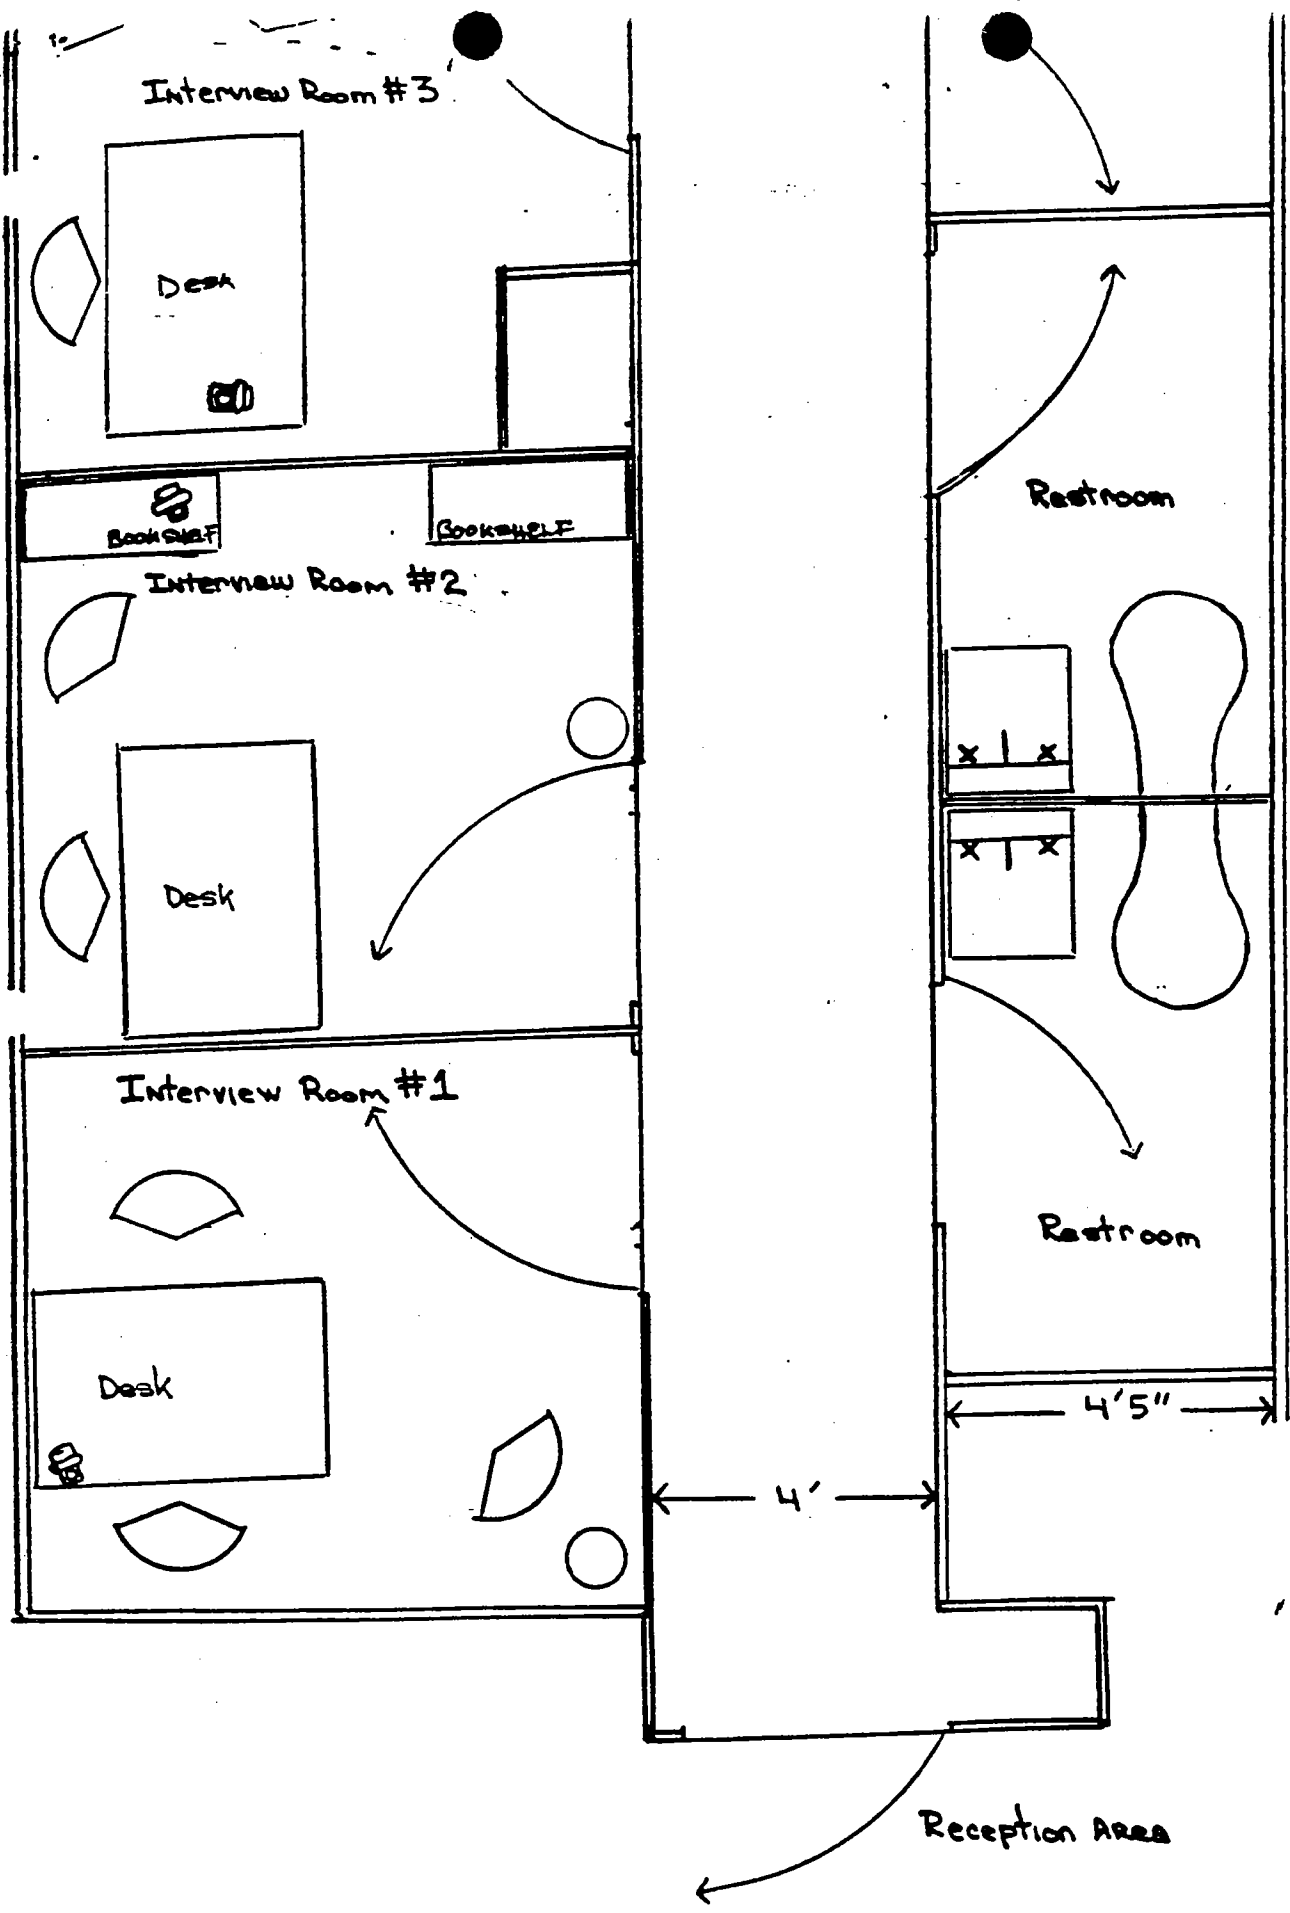 Interview Room #3
Desk
BOOKSHELF
BOOKSHELF
Interview Room #2
Restroom
X X
X X
Desk
Interview Room #1
Restroom
Desk
4'5"
4'
Reception AREA